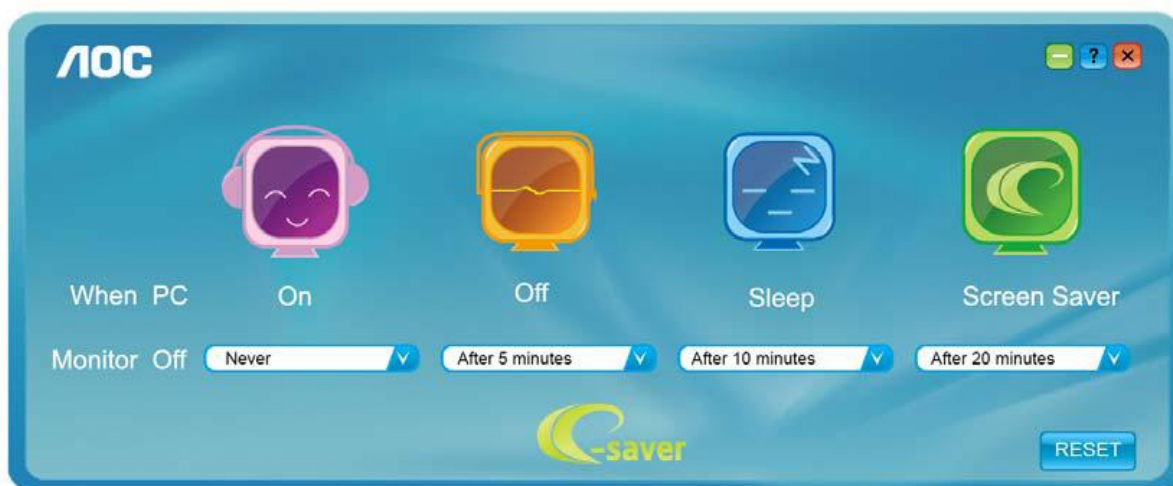 AOC
?
When PC On Off Sleep Screen Saver
Monitor Off Never After 5 minutes After 10 minutes After 20 minutes
e-saver
RESET